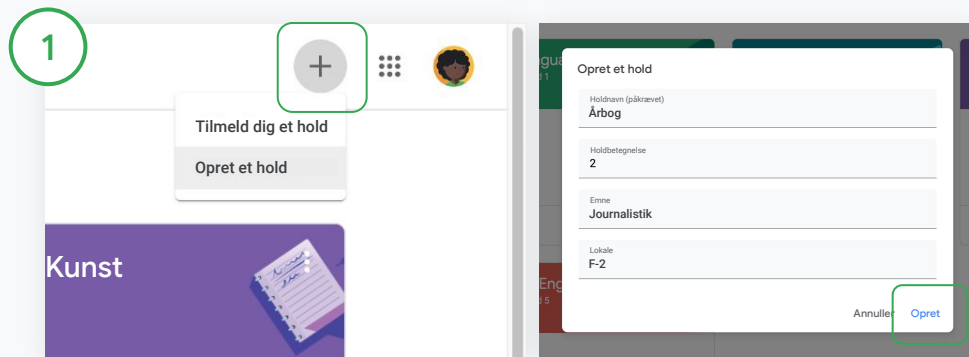 1
Tilmeld dig et hold
Opret et hold
Kunst
Opret et hold
Holdnavn (påkrævet)
Årbog
Holdbetegnelse
2
Emne
Journalistik
Lokale
F-2
Annuller
Opret